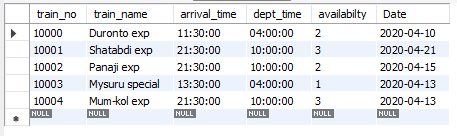 train_no train_name arrival_time dept_time availabilty Date
10000 Duronto exp 11:30:00 04:00:00 2 2020-04-10
10001 Shatabdi exp 21:30:00 10:00:00 3 2020-04-21
10002 Panaji exp 21:30:00 10:00:00 2 2020-04-15
10003 Mysuru special 13:30:00 04:00:00 1 2020-04-13
10004 Mum-kol exp 21:30:00 10:00:00 3 2020-04-13
NULL NULL NULL NULL NULL NULL